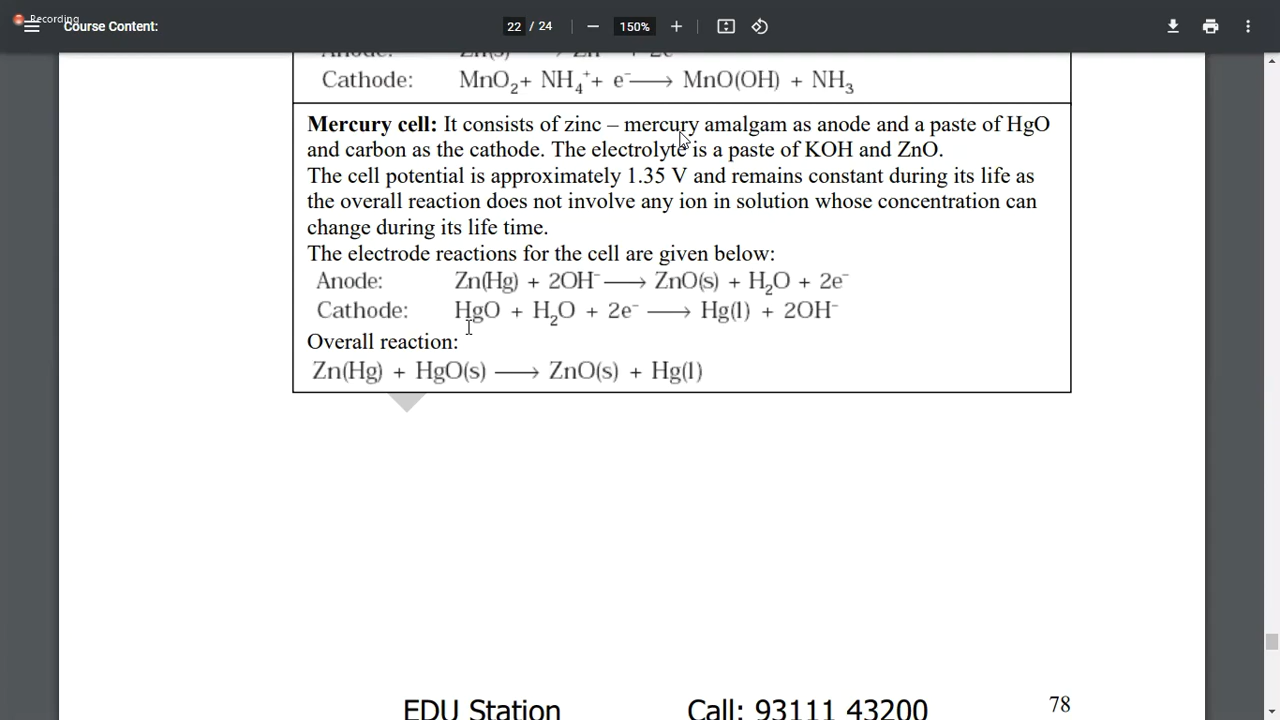 Recording
Course Content:
22 / 24
150%
Anode: Zn(s) ⟶ Zn²⁺ + 2e⁻
Cathode: MnO₂+ NH₄⁺+ e⁻⟶ MnO(OH) + NH₃
Mercury cell: It consists of zinc – mercury amalgam as anode and a paste of HgO
and carbon as the cathode. The electrolyte is a paste of KOH and ZnO.
The cell potential is approximately 1.35 V and remains constant during its life as
the overall reaction does not involve any ion in solution whose concentration can
change during its life time.
The electrode reactions for the cell are given below:
Anode: Zn(Hg) + 2OH⁻⟶ ZnO(s) + H₂O + 2e⁻
Cathode: HgO + H₂O + 2e⁻ ⟶ Hg(l) + 2OH⁻
Overall reaction:
Zn(Hg) + HgO(s) ⟶ ZnO(s) + Hg(l)
EDU Station Call: 93111 43200 78